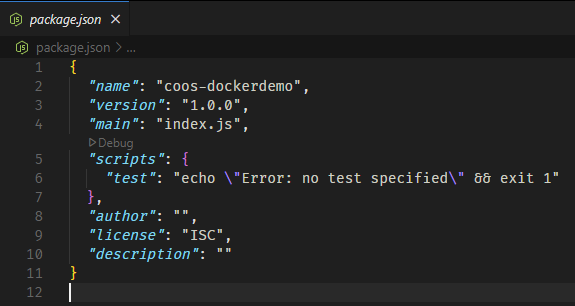 package.json
package.json > ...
1 {
2 "name": "coos-dockerdemo",
3 "version": "1.0.0",
4 "main": "index.js",
Debug
5 "scripts": {
6 "test": "echo \"Error: no test specified\" && exit 1"
7 },
8 "author": "",
9 "license": "ISC",
10 "description": ""
11 }
12